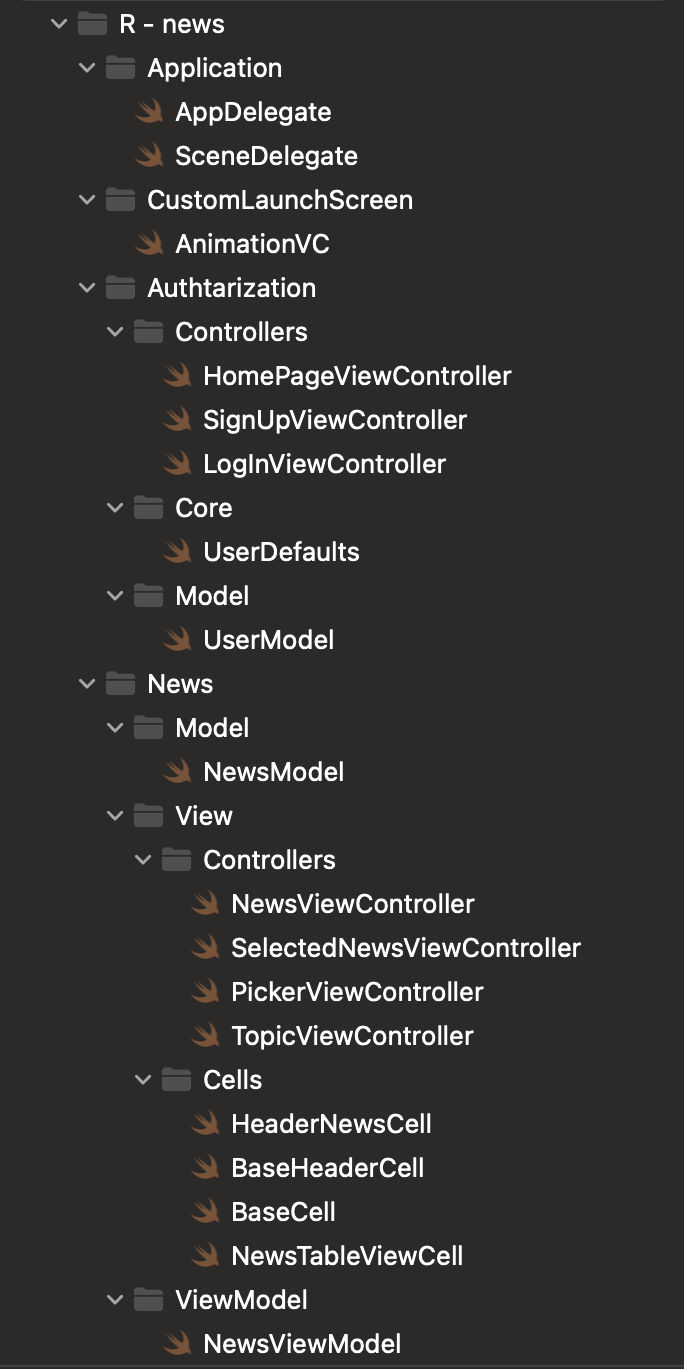 R - news
Application
AppDelegate
SceneDelegate
CustomLaunchScreen
AnimationVC
Authtarization
Controllers
HomePageViewController
SignUpViewController
LogInViewController
Core
UserDefaults
Model
UserModel
News
Model
NewsModel
View
Controllers
NewsViewController
SelectedNewsViewController
PickerViewController
TopicViewController
Cells
HeaderNewsCell
BaseHeaderCell
BaseCell
NewsTableViewCell
ViewModel
NewsViewModel